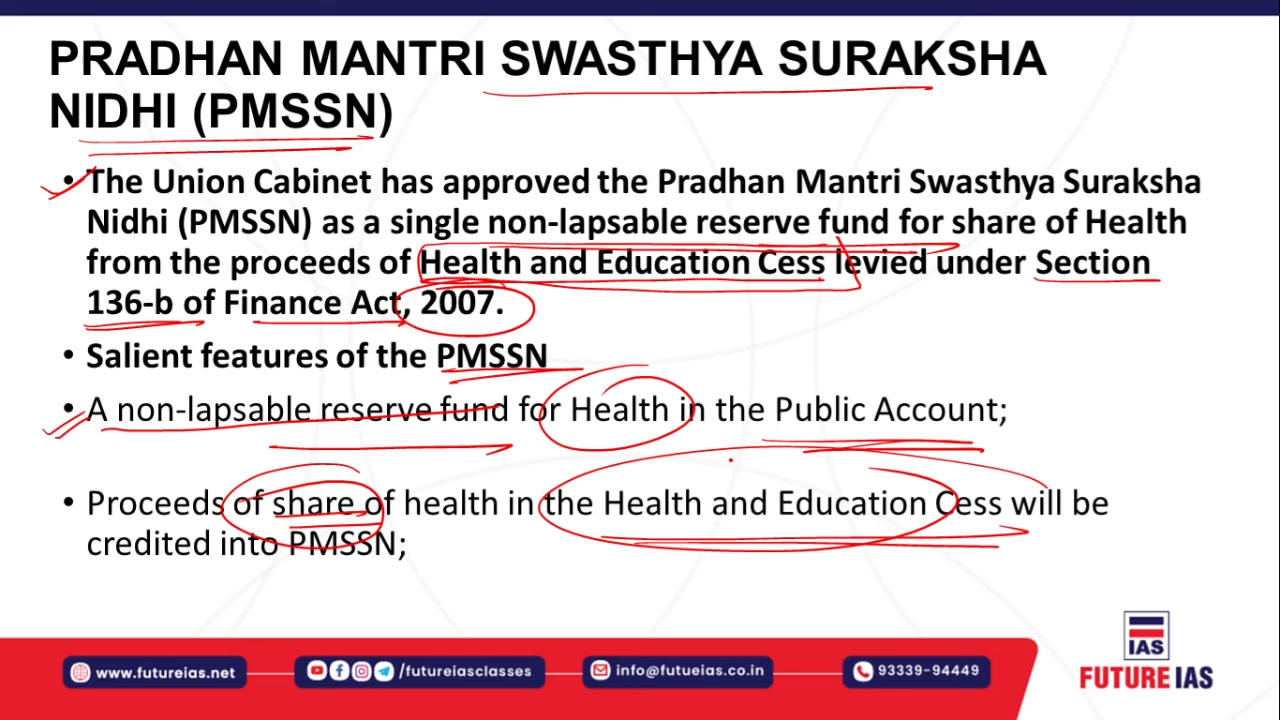 PRADHAN MANTRI SWASTHYA SURAKSHA
NIDHI (PMSSN)
• The Union Cabinet has approved the Pradhan Mantri Swasthya Suraksha
Nidhi (PMSSN) as a single non-lapsable reserve fund for share of Health
from the proceeds of Health and Education Cess levied under Section
136-b of Finance Act, 2007.
• Salient features of the PMSSN
• A non-lapsable reserve fund for Health in the Public Account;
• Proceeds of share of health in the Health and Education Cess will be
credited into PMSSN;
IAS
www.futureias.net
/futureiasclasses
info@futueias.co.in
93339-94449
FUTURE IAS